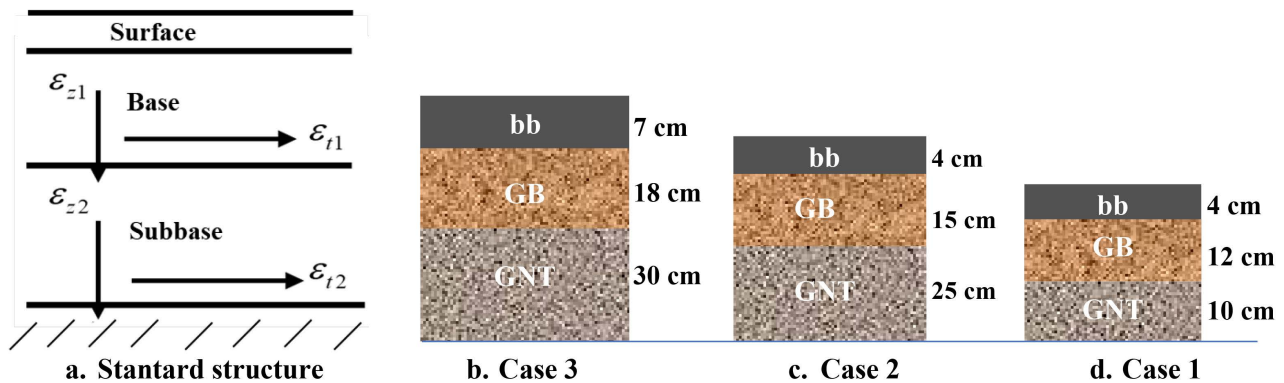 Surface
εz1
Base
εt1
εz2
Subbase
εt2
a. Stantard structure
bb
7 cm
GB
18 cm
GNT
30 cm
b. Case 3
bb
4 cm
GB
15 cm
GNT
25 cm
c. Case 2
bb
4 cm
GB
12 cm
GNT
10 cm
d. Case 1